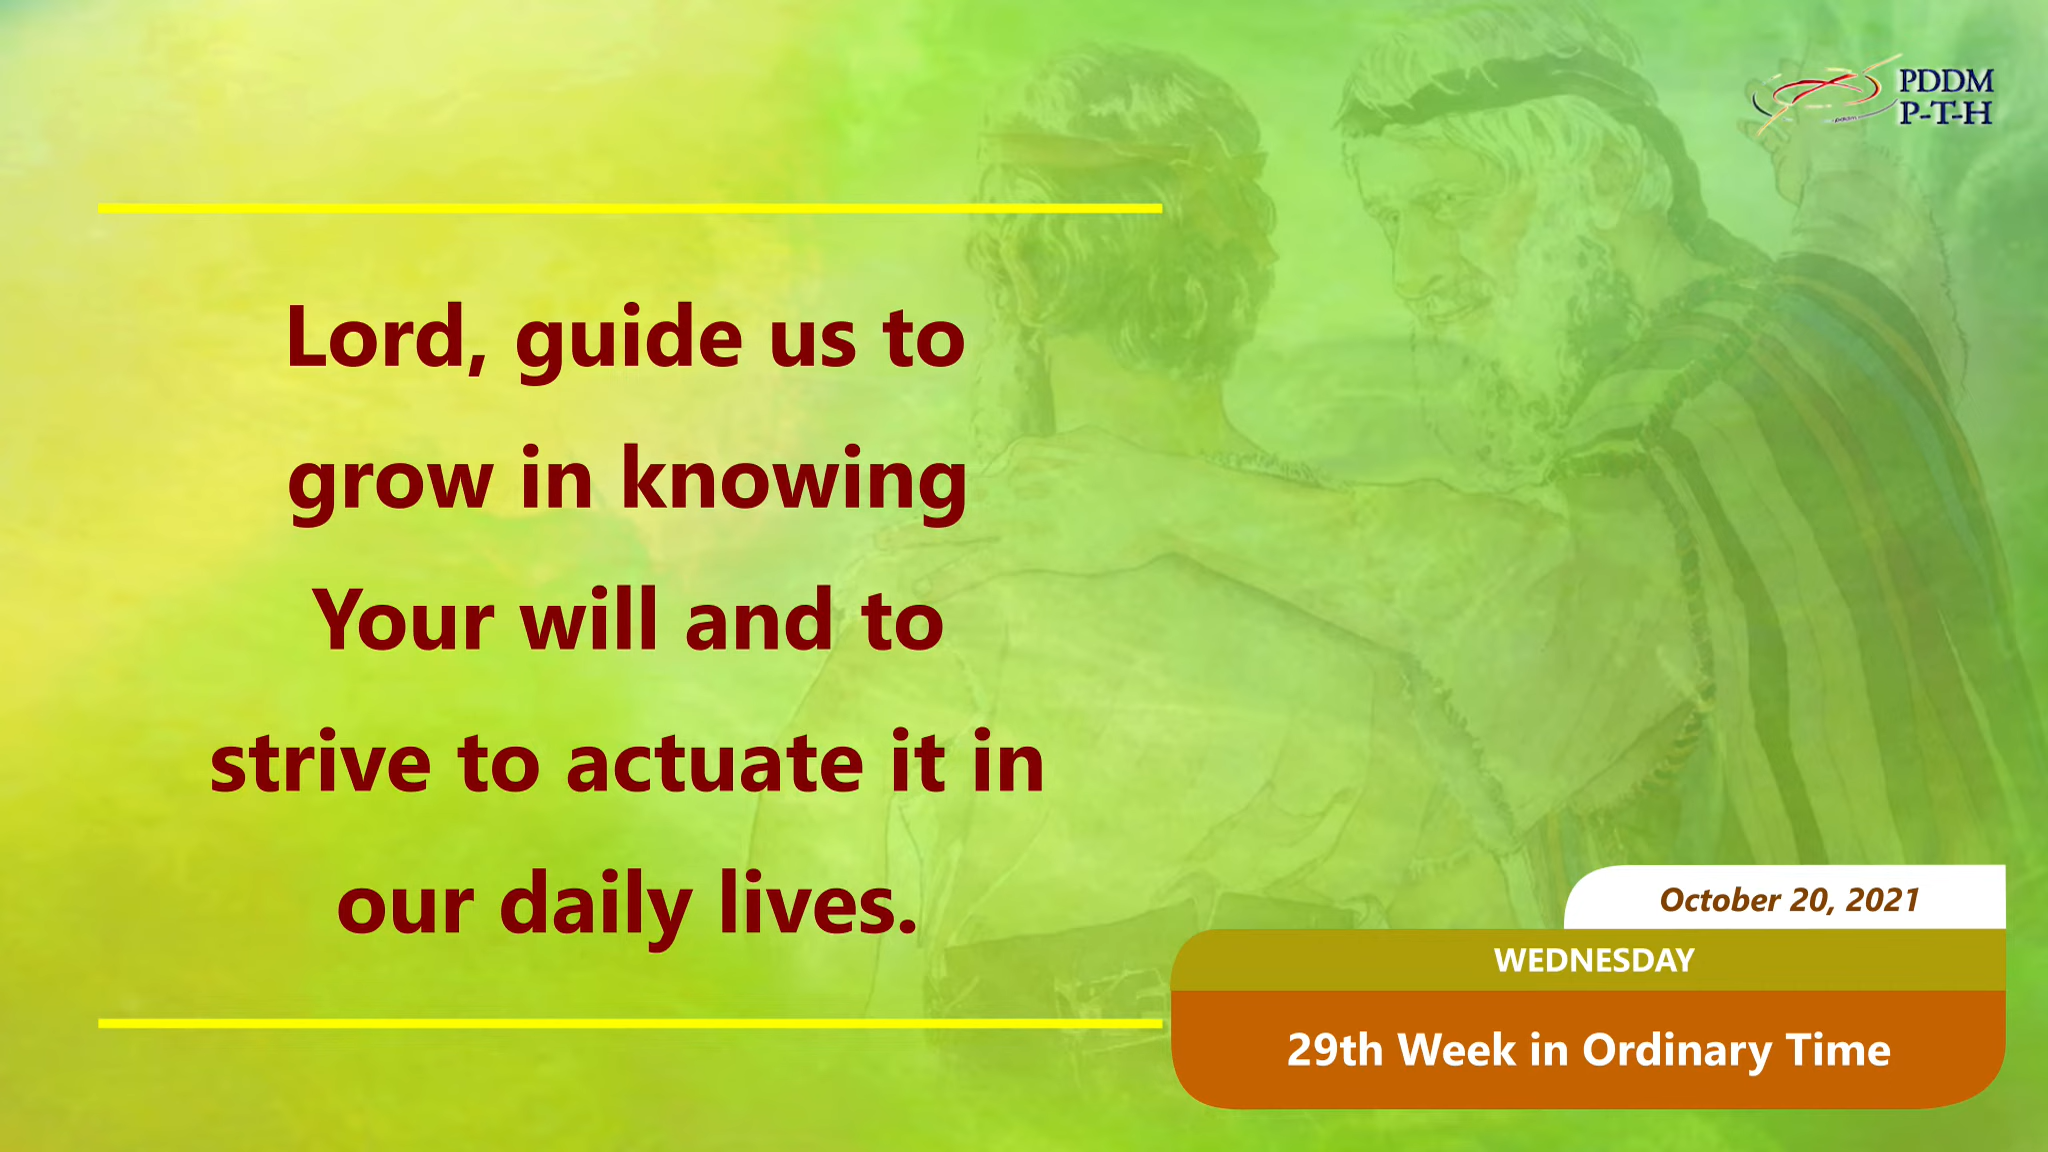 PDDM
P-T-H
Lord, guide us to
grow in knowing
Your will and to
strive to actuate it in
our daily lives.
October 20, 2021
WEDNESDAY
29th Week in Ordinary Time